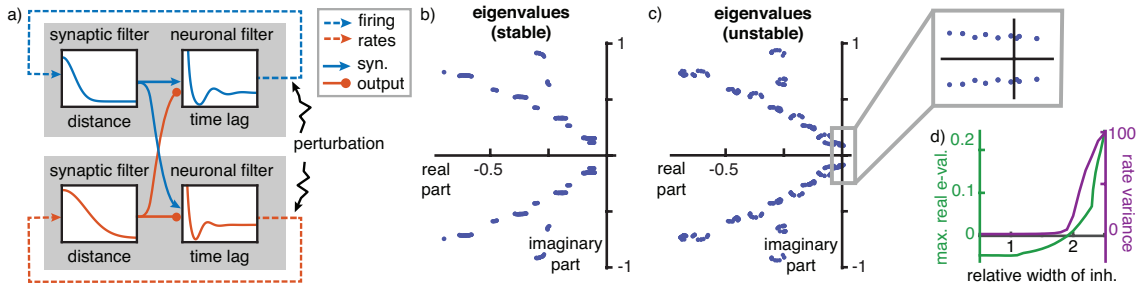 a)
synaptic filter
neuronal filter
distance
time lag
perturbation
synaptic filter
neuronal filter
distance
time lag
firing
rates
syn.
output
b)
eigenvalues
(stable)
1
-0.5
real
part
imaginary
part
-1
c)
eigenvalues
(unstable)
1
-0.5
real
part
imaginary
part
-1
d)
max. real e-val.
0.2
0.1
0
1
2
100
0
rate variance
relative width of inh.